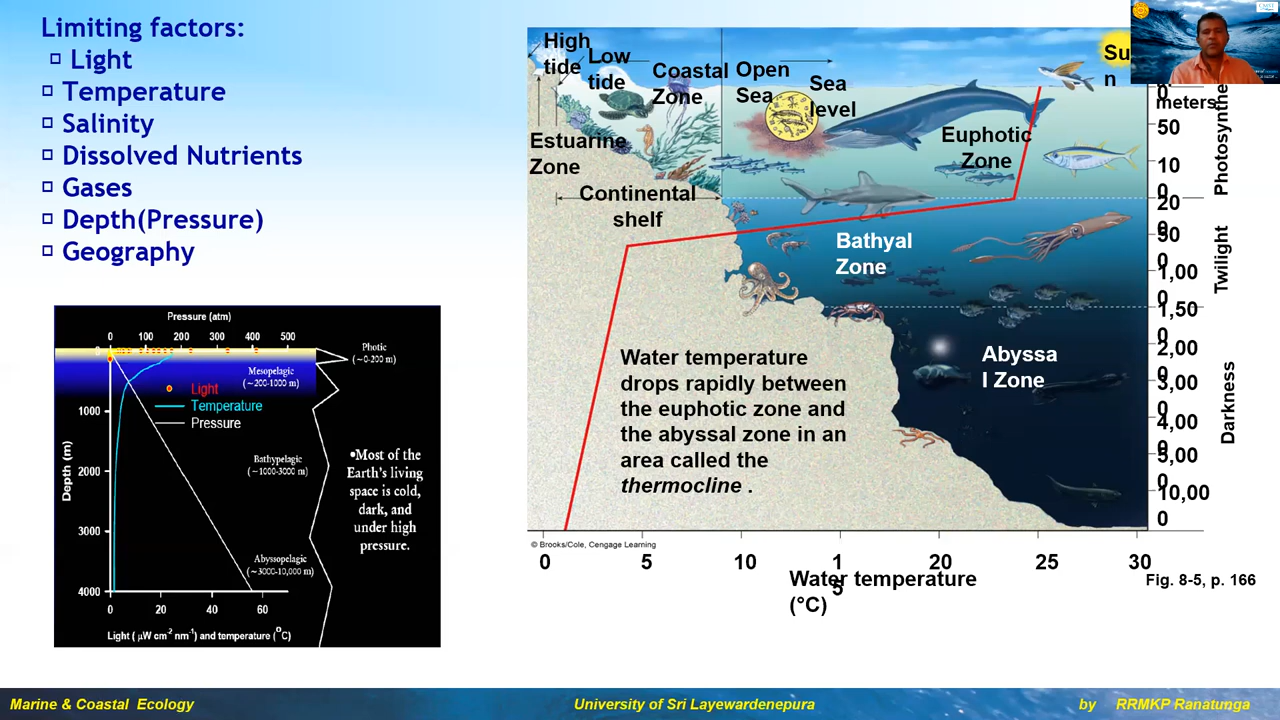 Limiting factors:
Light
Temperature
Salinity
Dissolved Nutrients
Gases
Depth(Pressure)
Geography
Pressure (atm)
0 100 200 300 400 500
0
1000
2000
3000
4000
Depth (m)
Photic
(~0-200 m)
Mesopelagic
(~200-1000 m)
Light
Temperature
Pressure
Bathypelagic
(~1000-3000 m)
Abyssopelagic
(~3000-10,000 m)
•Most of the
Earth's living
space is cold,
dark, and
under high
pressure.
0 20 40 60
Light ( μW cm-2 nm-1) and temperature (°C)
High
tide
Low
tide
Coastal
Zone
Open
Sea
Sea
level
Su
n
Estuarine
Zone
Continental
shelf
Euphotic
Zone
Bathyal
Zone
Abyssa
l Zone
Water temperature
drops rapidly between
the euphotic zone and
the abyssal zone in an
area called the
thermocline .
0
meters
50
10
0
20
0
50
0
1,00
0
1,50
0
2,00
0
3,00
0
4,00
0
5,00
0
10,00
0
Photosynthe
Twilight
Darkness
© Brooks/Cole, Cengage Learning
0 5 10 1
5 20 25 30
Water temperature
(°C)
Fig. 8-5, p. 166
Marine & Coastal Ecology
University of Sri Layewardenepura
by RRMKP Ranatunga